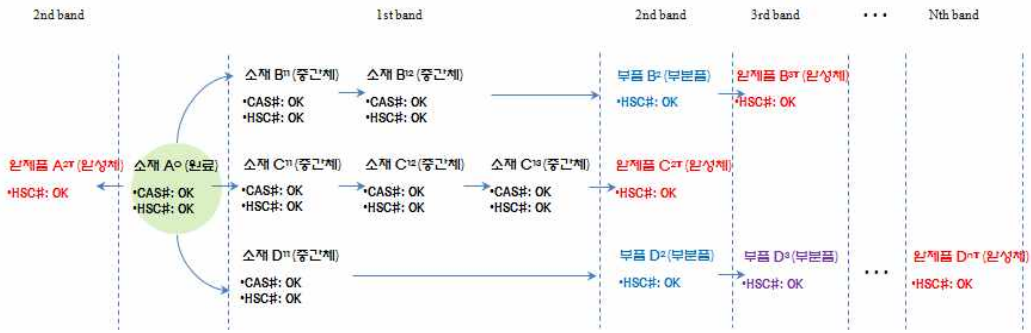 2nd band 1st band 2nd band 3rd band ··· Nth band
소재 B11 (중간체) 소재 B12 (중간체) 부품 B2 (부분품) 완제품 B3T (완성체)
•CAS#: OK •CAS#: OK •HSC#: OK •HSC#: OK
•HSC#: OK •HSC#: OK
완제품 A2T (완성체) 소재 AO (원료) 소재 C11 (중간체) 소재 C12 (중간체) 소재 C13 (중간체) 완제품 C2T (완성체)
•HSC#: OK •CAS#: OK •CAS#: OK •CAS#: OK •CAS#: OK •HSC#: OK
•HSC#: OK •HSC#: OK •HSC#: OK •HSC#: OK
소재 D11 (중간체) 부품 D2 (부분품) 부품 D3 (부분품) 완제품 DnT (완성체)
•CAS#: OK •HSC#: OK •HSC#: OK ··· •HSC#: OK
•HSC#: OK